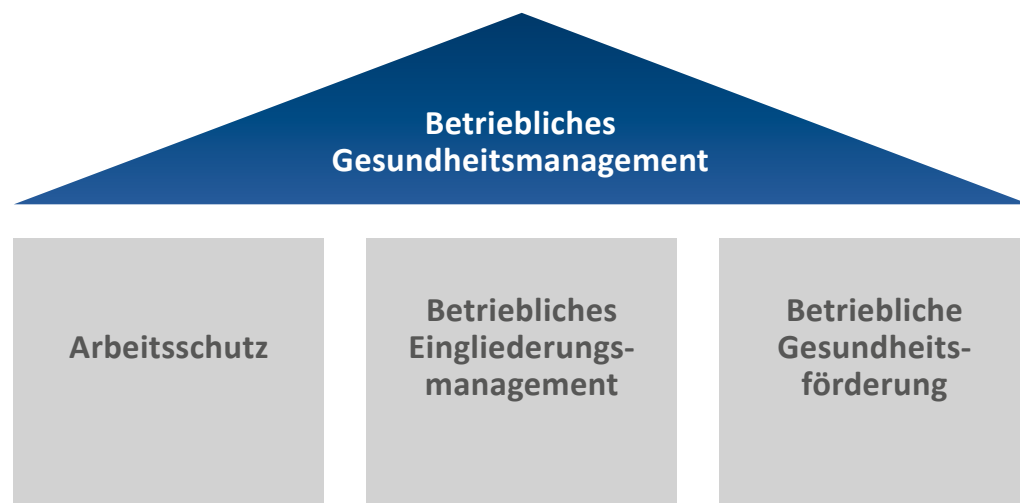 Betriebliches
Gesundheitsmanagement
Arbeitsschutz
Betriebliches
Eingliederungs-
management
Betriebliche
Gesundheits-
förderung